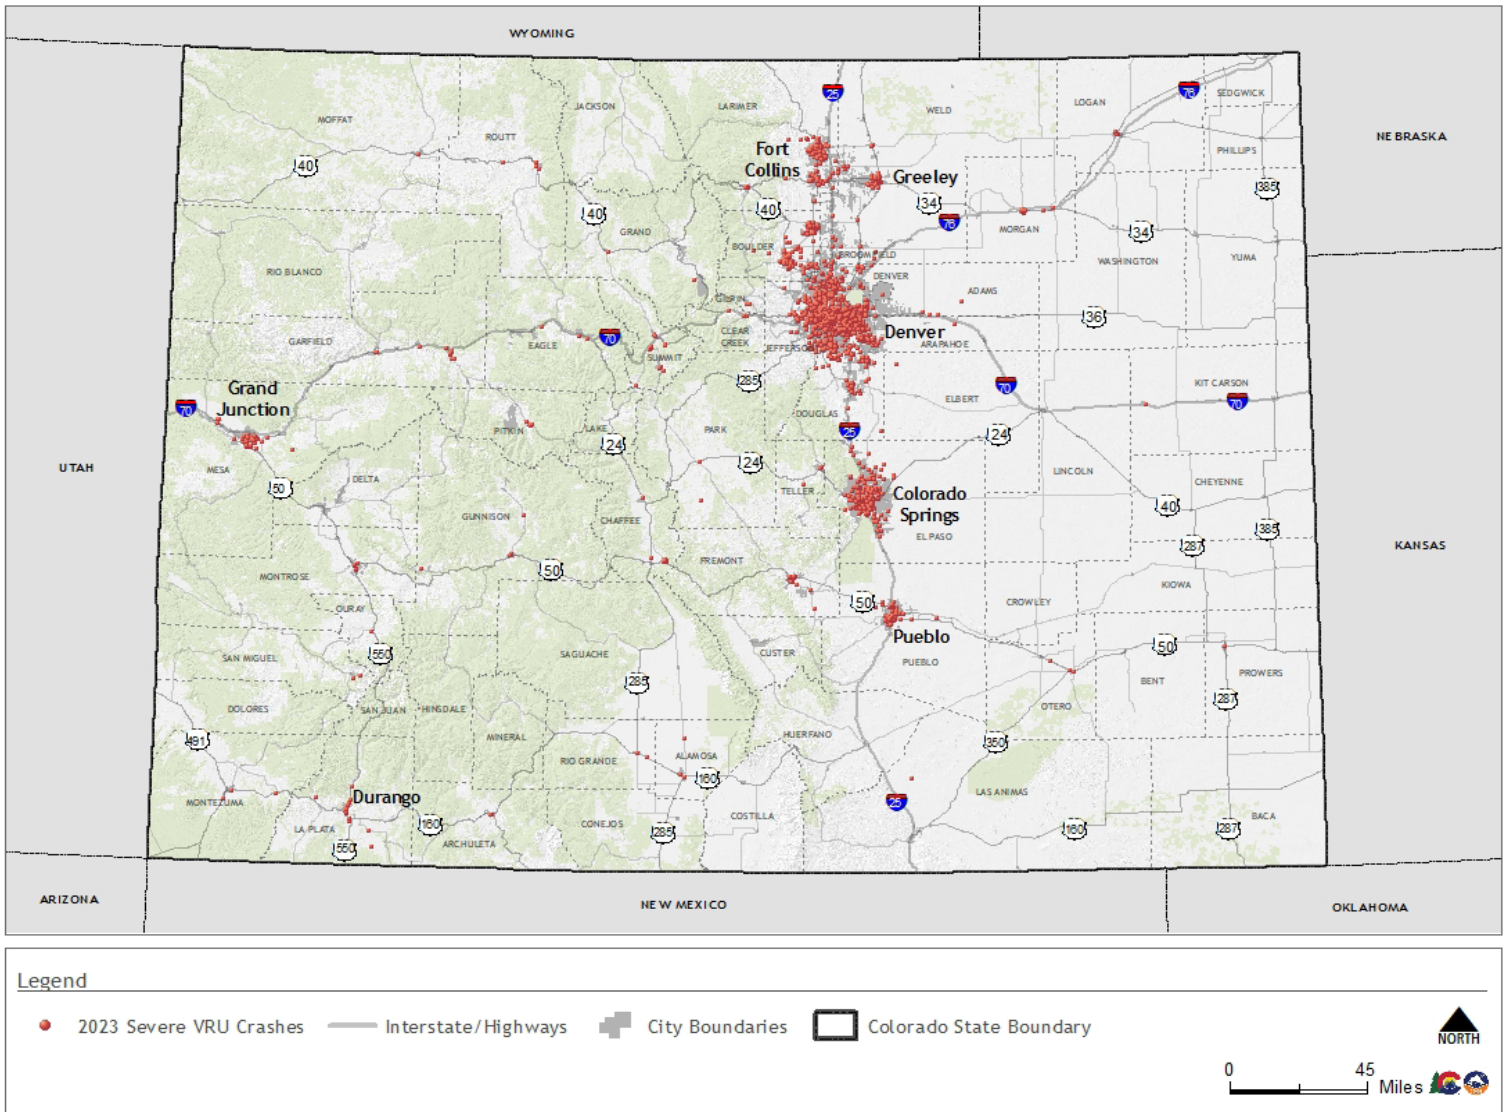 WYOMING
25
76
SEDGWICK
LOGAN
JACKSON
LARIMER
WELD
MOFFAT
ROUTT
NEBRASKA
Fort
Collins
PHILLIPS
40
Greeley
385
34
40
40
76
GRAND
MORGAN
34
BOULDER
BROOMFIELD
WASHINGTON
YUMA
RIO BLANCO
DENVER
ADAMS
GILPIN
36
CLEAR
CREEK
Denver
GARFIELD
70
EAGLE
JEFFERSON
ARAPAHOE
SUMMIT
285
70
KIT CARSON
Grand
Junction
70
70
ELBERT
DOUGLAS
PITKIN
LAKE
PARK
25
24
24
UTAH
MESA
24
LINCOLN
DELTA
50
TELLER
CHEYENNE
Colorado
Springs
40
GUNNISON
CHAFFEE
385
EL PASO
287
KANSAS
FREMONT
50
MONTROSE
KIOWA
OURAY
50
CROWLEY
Pueblo
50
SAN MIGUEL
550
SAGUACHE
CUSTER
PUEBLO
PROWERS
BENT
285
287
DOLORES
SAN JUAN
HINSDALE
OTERO
MINERAL
HUERFANO
491
350
RIO GRANDE
ALAMOSA
160
LAS ANIMAS
Durango
MONTEZUMA
25
COSTILLA
BACA
LA PLATA
160
CONEJOS
285
160
287
550
ARCHULETA
ARIZONA
NEW MEXICO
OKLAHOMA
Legend
2023 Severe VRU Crashes
Interstate/Highways
City Boundaries
Colorado State Boundary
NORTH
0
45
Miles